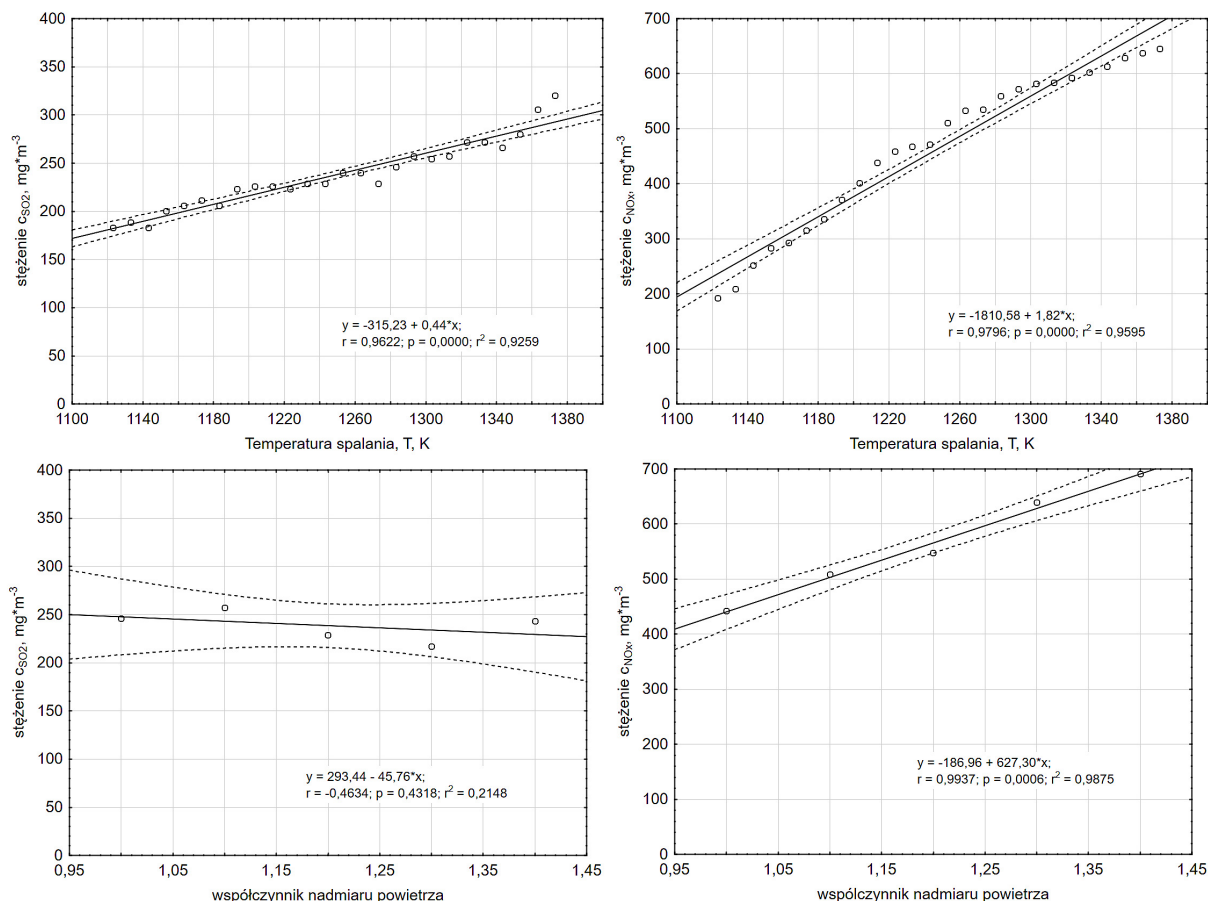 400
350
300
250
200
150
100
50
0
stężenie cSO2, mg*m-3
y = -315,23 + 0,44*x;
r = 0,9622; p = 0,0000; r2 = 0,9259
1100 1140 1180 1220 1260 1300 1340 1380
Temperatura spalania, T, K
700
600
500
400
300
200
100
0
stężenie cNOx, mg*m-3
y = -1810,58 + 1,82*x;
r = 0,9796; p = 0,0000; r2 = 0,9595
1100 1140 1180 1220 1260 1300 1340 1380
Temperatura spalania, T, K
400
350
300
250
200
150
100
50
0
stężenie cSO2, mg*m-3
y = 293,44 - 45,76*x;
r = -0,4634; p = 0,4318; r2 = 0,2148
0,95 1,05 1,15 1,25 1,35 1,45
współczynnik nadmiaru powietrza
700
600
500
400
300
200
100
0
stężenie cNOx, mg*m-3
y = -186,96 + 627,30*x;
r = 0,9937; p = 0,0006; r2 = 0,9875
0,95 1,05 1,15 1,25 1,35 1,45
wspólczynnik nadmiaru powietrza